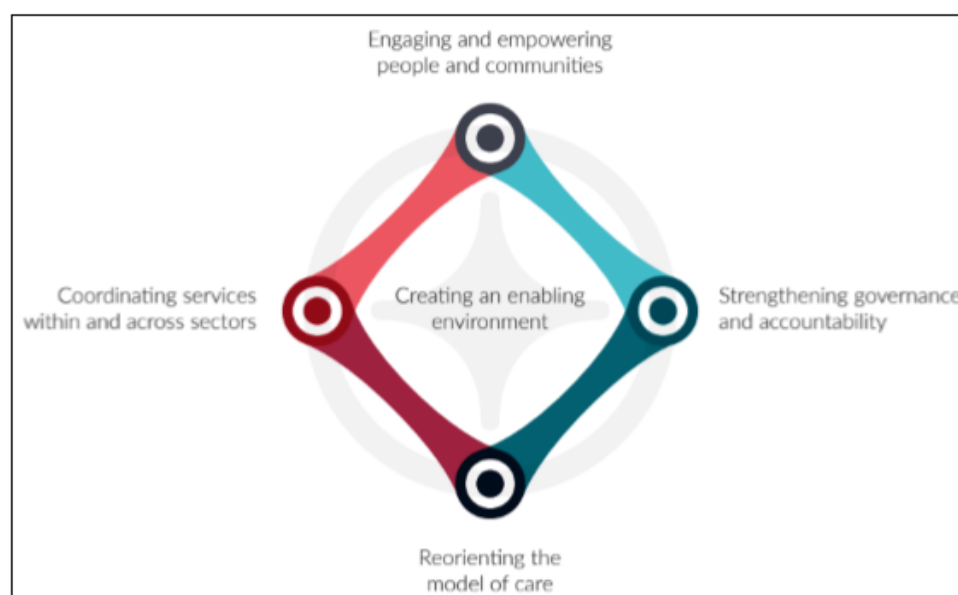 Engaging and empowering
people and communities
Coordinating services
within and across sectors
Creating an enabling
environment
Strengthening governance
and accountability
Reorienting the
model of care